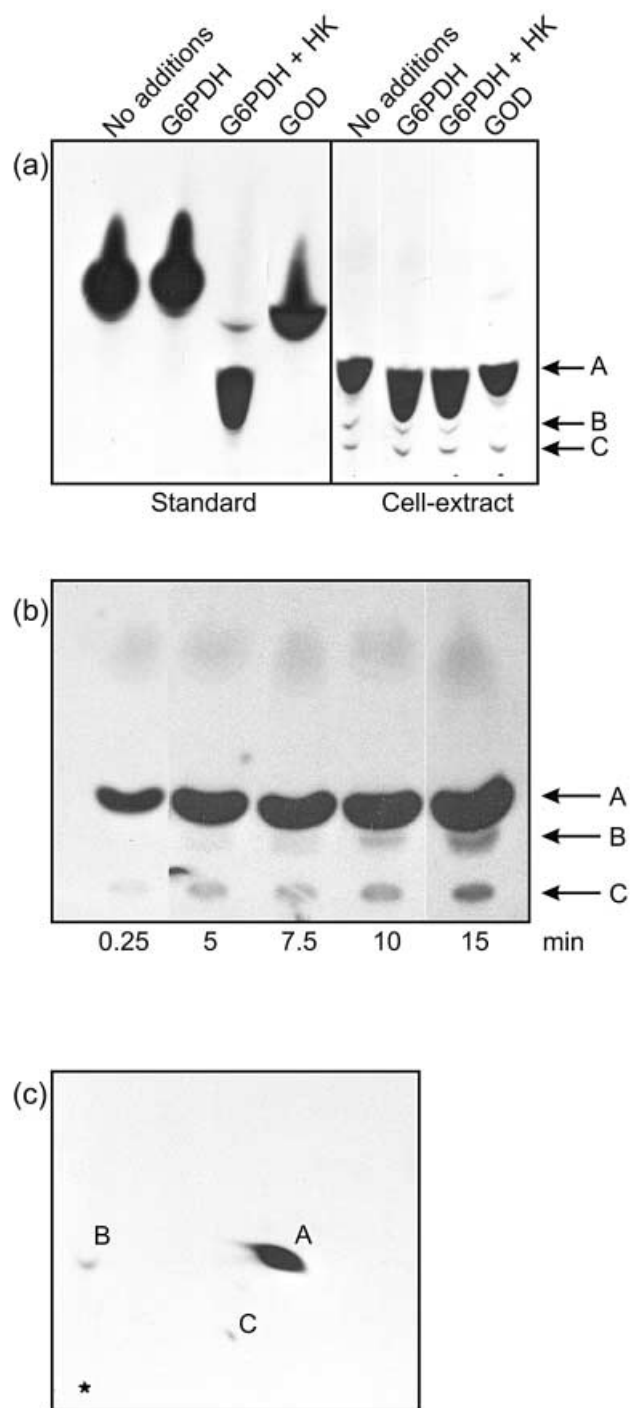 No additions G6PDH G6PDH + HK GOD No additions G6PDH G6PDH + HK GOD
(a)
A
B
C
Standard Cell-extract
(b)
A
B
C
0.25 5 7.5 10 15 min
(c)
B A
C
*